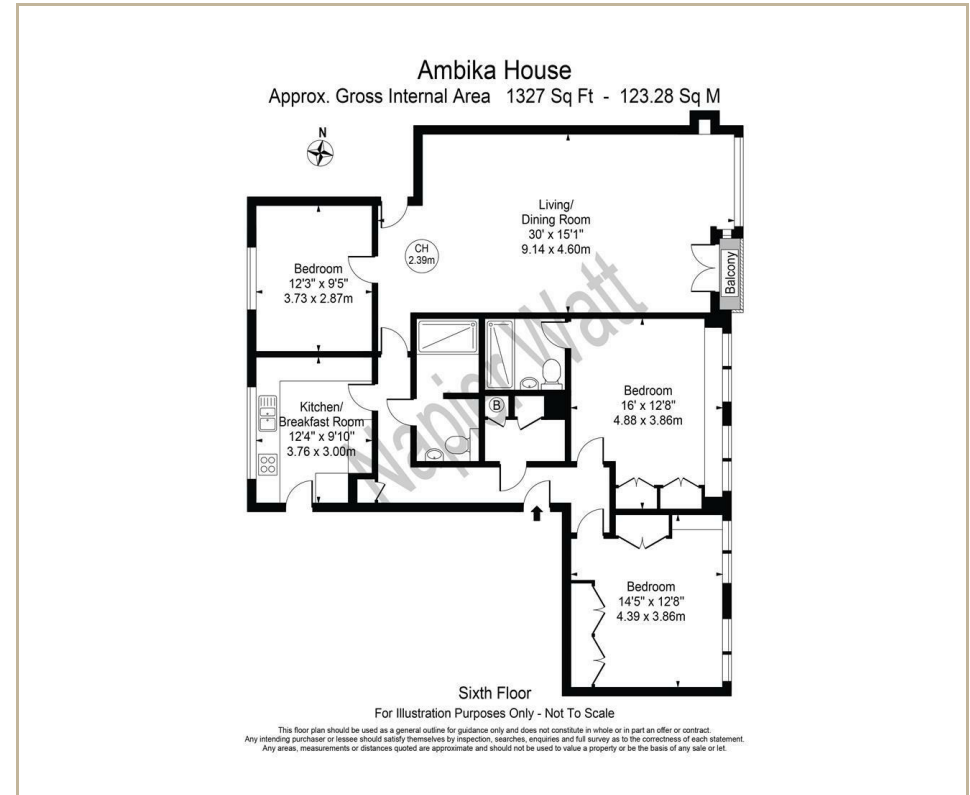 Ambika House
Approx. Gross Internal Area 1327 Sq Ft - 123.28 Sq M
N
Living/
Dining Room
30' x 15'1"
9.14 x 4.60m
CH
2.39m
Balcony
Bedroom
12'3" x 9'5"
3.73 x 2.87m
Kitchen/
Breakfast Room
12'4" x 9'10"
3.76 x 3.00m
B
Bedroom
16' x 12'8"
4.88 x 3.86m
Bedroom
14'5" x 12'8"
4.39 x 3.86m
Napier Watt
Sixth Floor
For Illustration Purposes Only - Not To Scale
This floor plan should be used as a general outline for guidance only and does not constitute in whole or in part an offer or contract.
Any intending purchaser or lessee should satisfy themselves by inspection, searches, enquiries and full survey as to the correctness of each statement.
Any areas, measurements or distances quoted are approximate and should not be used to value a property or be the basis of any sale or let.